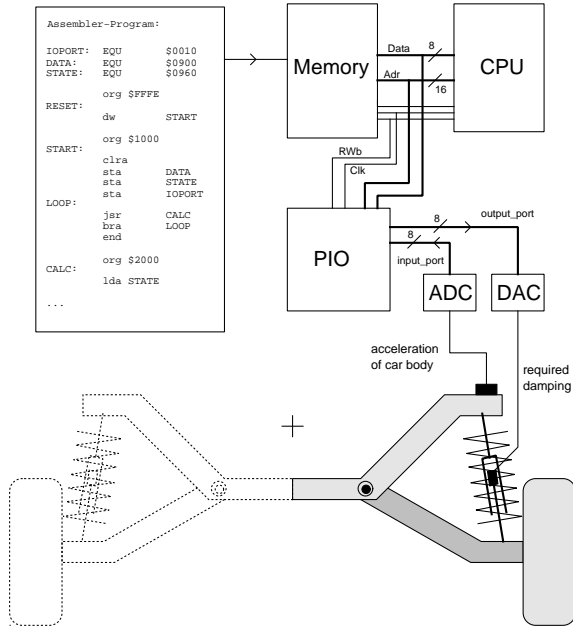 Assembler-Program:
IOPORT: EQU $0010
DATA: EQU $0900
STATE: EQU $0960
org $FFFE
RESET:
dw START
org $1000
START:
clra
sta DATA
sta STATE
sta IOPORT
LOOP:
jsr CALC
bra LOOP
end
org $2000
CALC:
lda STATE
...
Memory
Data
8
Adr
16
CPU
RWb
Clk
PIO
8
output_port
8
input_port
ADC
DAC
acceleration
of car body
required
damping